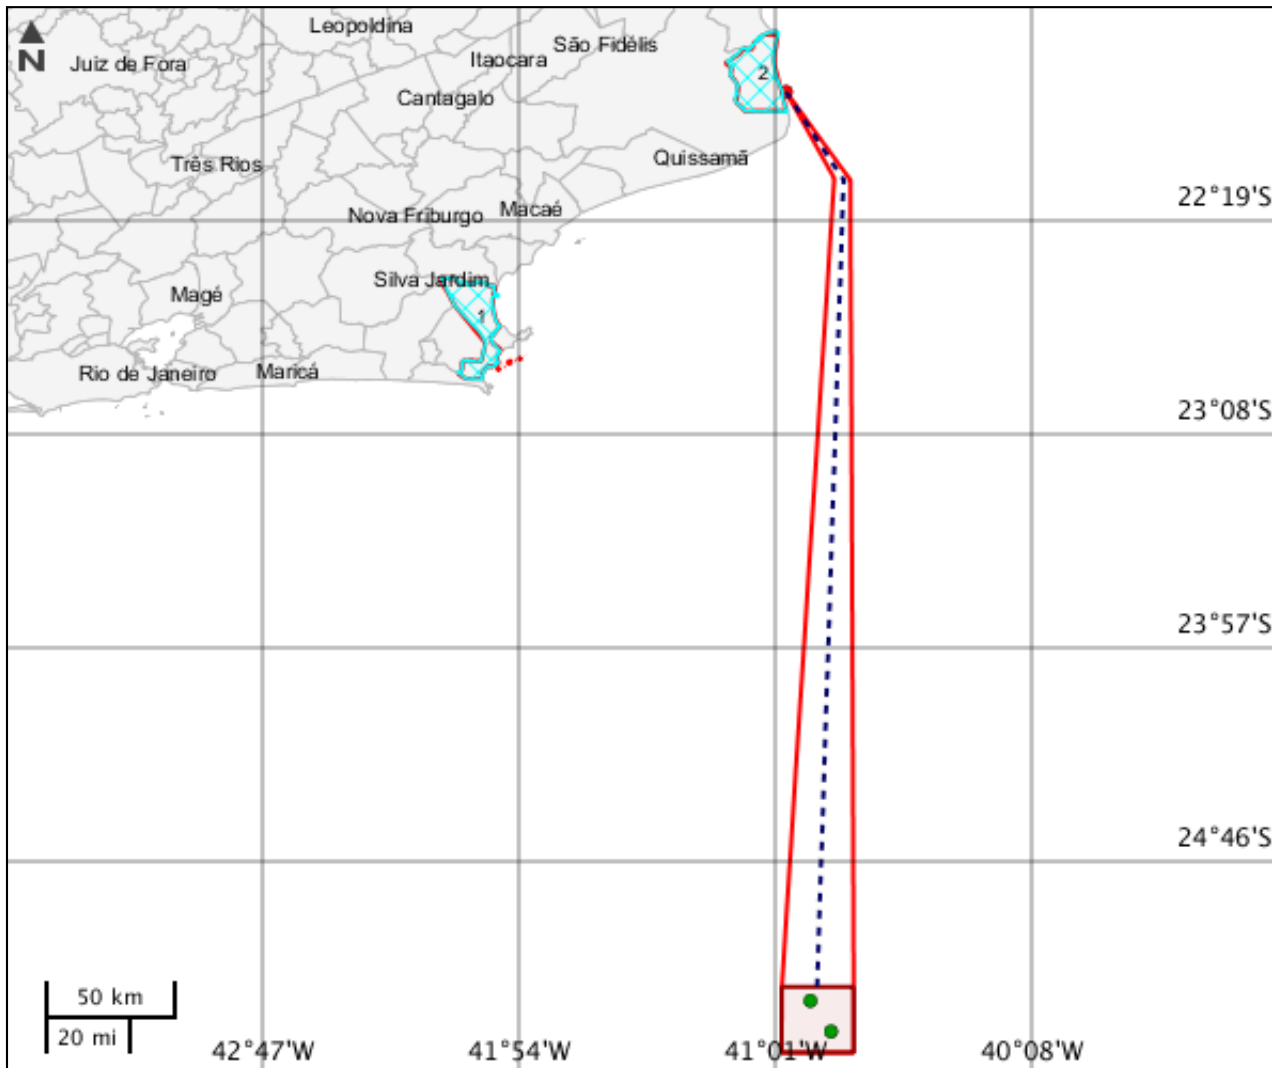 Leopoldina
São Fidélis
N
Juiz de Fora
Itaocara
2
Cantagalo
Três Rios
Quissamã
22°19'S
Nova Friburgo
Macaé
Silva Jardim
Magé
1
Rio de Janeiro
Maricá
23°08'S
23°57'S
24°46'S
50 km
20 mi
42°47'W
41°54'W
41°01'W
40°08'W